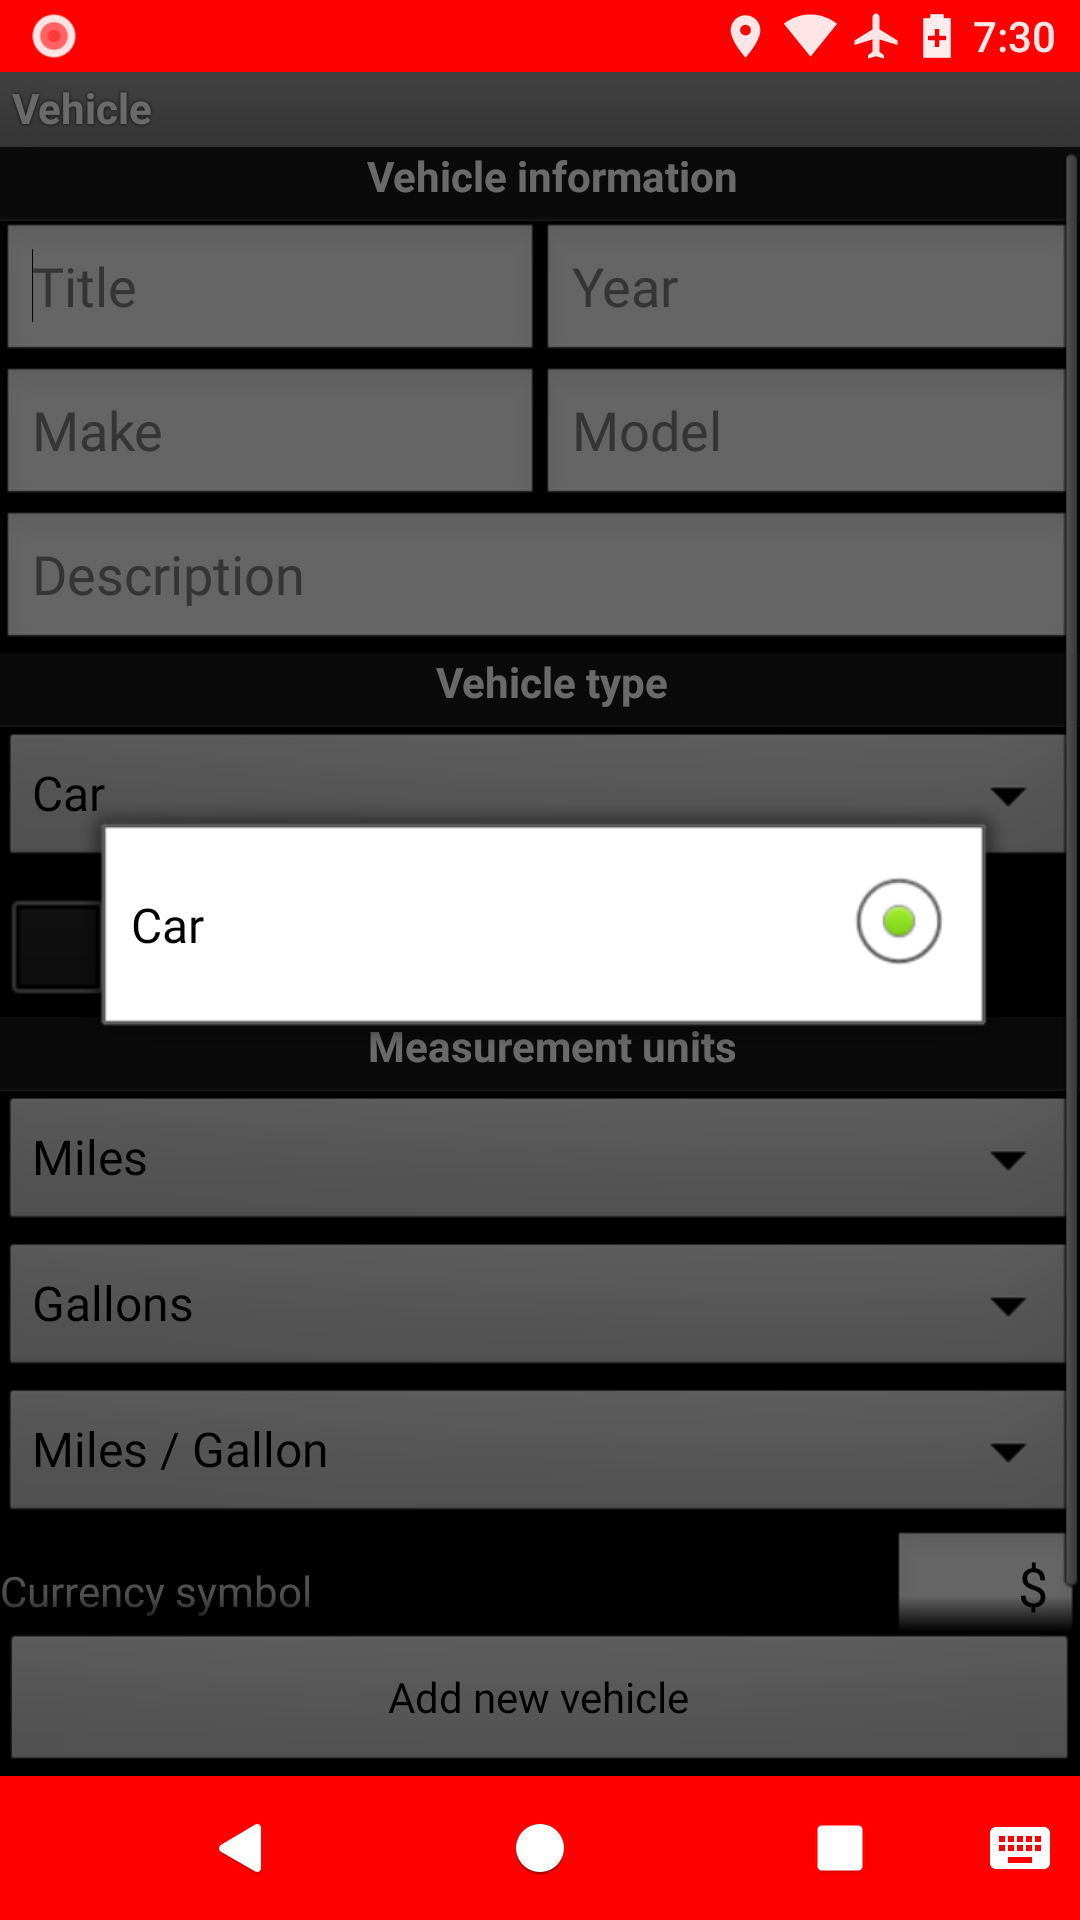 7:30
Vehicle
Vehicle information
Title Year
Make Model
Description
Vehicle type
Car
Car
Measurement units
Miles
Gallons
Miles / Gallon
Currency symbol $
Add new vehicle